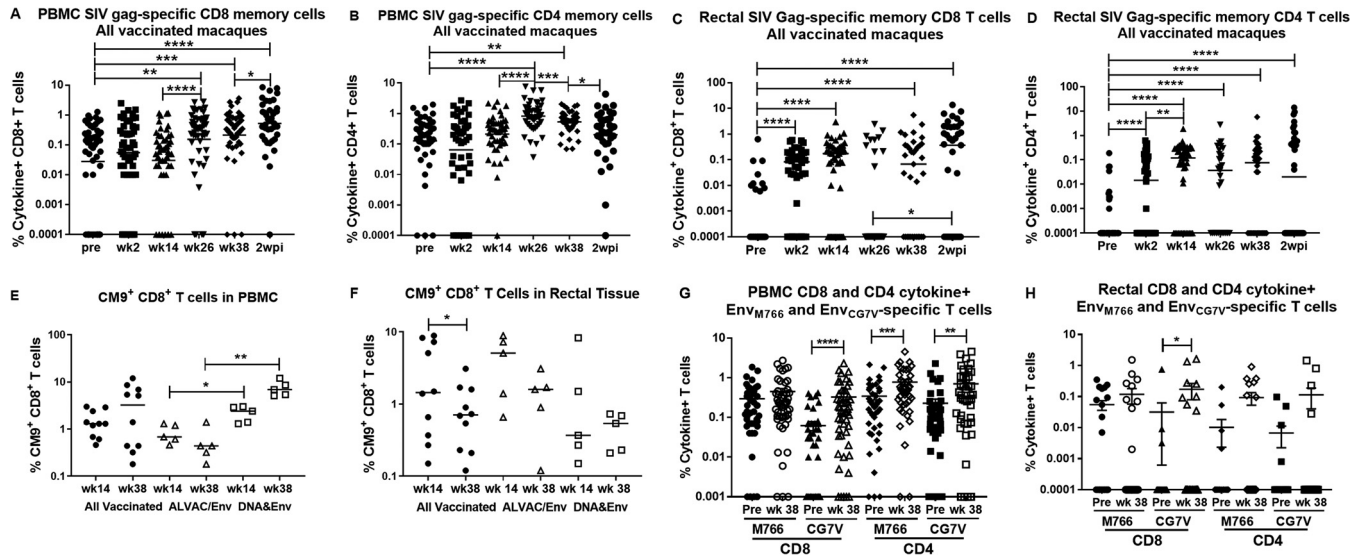 A
PBMC SIV gag-specific CD8 memory cells
All vaccinated macaques
****
***
**
*
****
% Cytokine+ CD8+ T cells
10
1
0.1
0.01
0.001
0.0001
pre wk2 wk14 wk26 wk38 2wpi
B
PBMC SIV gag-specific CD4 memory cells
All vaccinated macaques
**
****
**** *** *
% Cytokine+ CD4+ T cells
10
1
0.1
0.01
0.001
0.0001
pre wk2 wk14 wk26 wk38 2wpi
C
Rectal SIV Gag-specific memory CD8 T cells
All vaccinated macaques
****
****
****
****
*
% Cytokine⁺ CD8⁺ T cells
100
10
1
0.1
0.01
0.001
0.0001
Pre wk2 wk14 wk26 wk38 2wpi
D
Rectal SIV Gag-specific memory CD4 T cells
All vaccinated macaques
****
****
****
****
**** **
% Cytokine⁺ CD4⁺ T cells
100
10
1
0.1
0.01
0.001
0.0001
Pre wk2 wk14 wk26 wk38 2wpi
E
CM9⁺ CD8⁺ T cells in PBMC
**
*
% CM9⁺ CD8⁺ T cells
100
10
1
0.1
wk14 wk38 wk14 wk38 wk14 wk38
All Vaccinated ALVAC/Env DNA&Env
F
CM9⁺ CD8⁺ T Cells in Rectal Tissue
*
% CM9⁺ CD8⁺ T cells
10
1
0.1
wk14 wk38 wk 14 wk 38 wk 14 wk38
All Vaccinated ALVAC/Env DNA&Env
G
PBMC CD8 and CD4 cytokine+
Env_M766 and Env_CG7V-specific T cells
**** *** **
% Cytokine+ T cells
100
10
1
0.1
0.01
0.001
Pre wk 38 Pre wk 38 Pre wk 38 Pre wk 38
M766 CG7V M766 CG7V
CD8 CD4
H
Rectal CD8 and CD4 cytokine+
Env_M766 and Env_CG7V-specific T cells
*
% Cytokine+ T cells
100
10
1
0.1
0.01
0.001
0.0001
Pre wk 38 Pre wk 38 Pre wk 38 Pre wk 38
M766 CG7V M766 CG7V
CD8 CD4